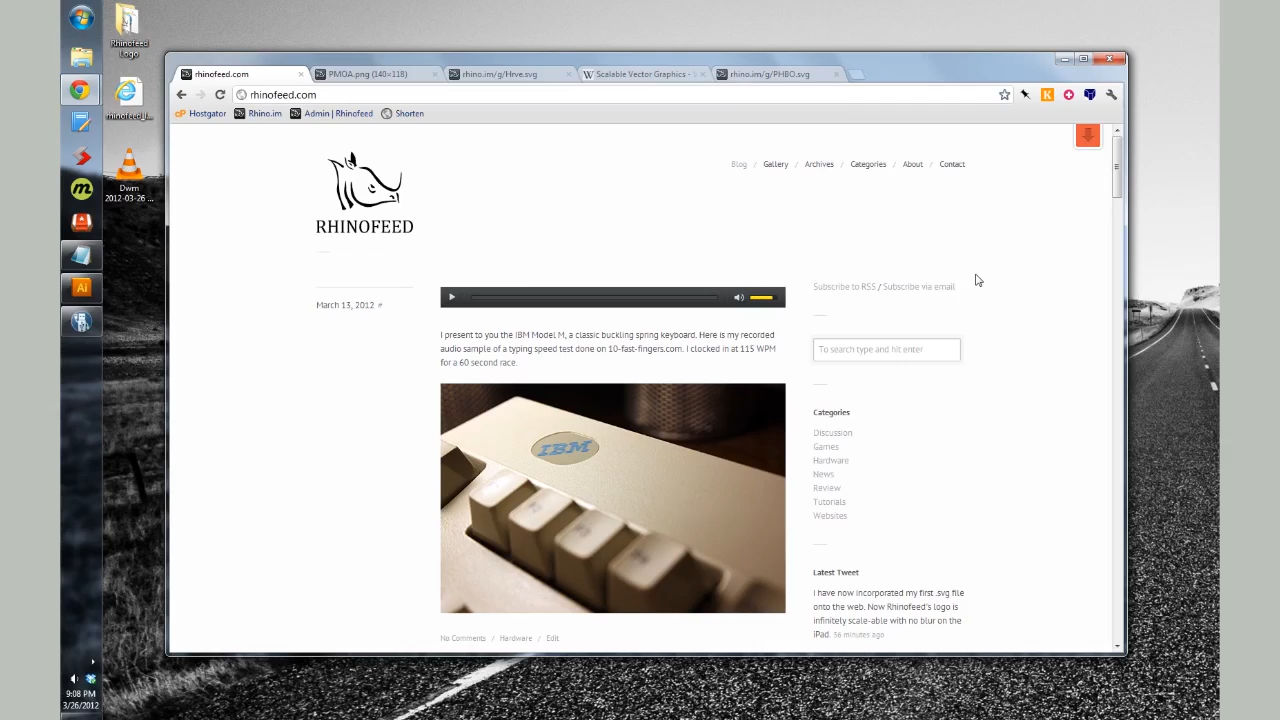 Rhinofeed
Logo
rhinofeed_l...
Dwm
2012-03-26 ...
rhinofeed.com
PMOA.png (140×118)
rhino.im/g/Hrve.svg
Scalable Vector Graphics -
rhino.im/g/PHBO.svg
rhinofeed.com
Hostgator
Rhino.im
Admin | Rhinofeed
Shorten
Blog / Gallery / Archives / Categories / About / Contact
RHINOFEED
March 13, 2012 #
Subscribe to RSS / Subscribe via email
I present to you the IBM Model M, a classic buckling spring keyboard. Here is my recorded
audio sample of a typing speed test done on 10-fast-fingers.com. I clocked in at 115 WPM
for a 60 second race.
To search type and hit enter
IBM
Categories
Discussion
Games
Hardware
News
Review
Tutorials
Websites
Latest Tweet
I have now incorporated my first .svg file
onto the web. Now Rhinofeed's logo is
infinitely scale-able with no blur on the
iPad. 36 minutes ago
No Comments / Hardware / Edit
Ai
9:08 PM
3/26/2012